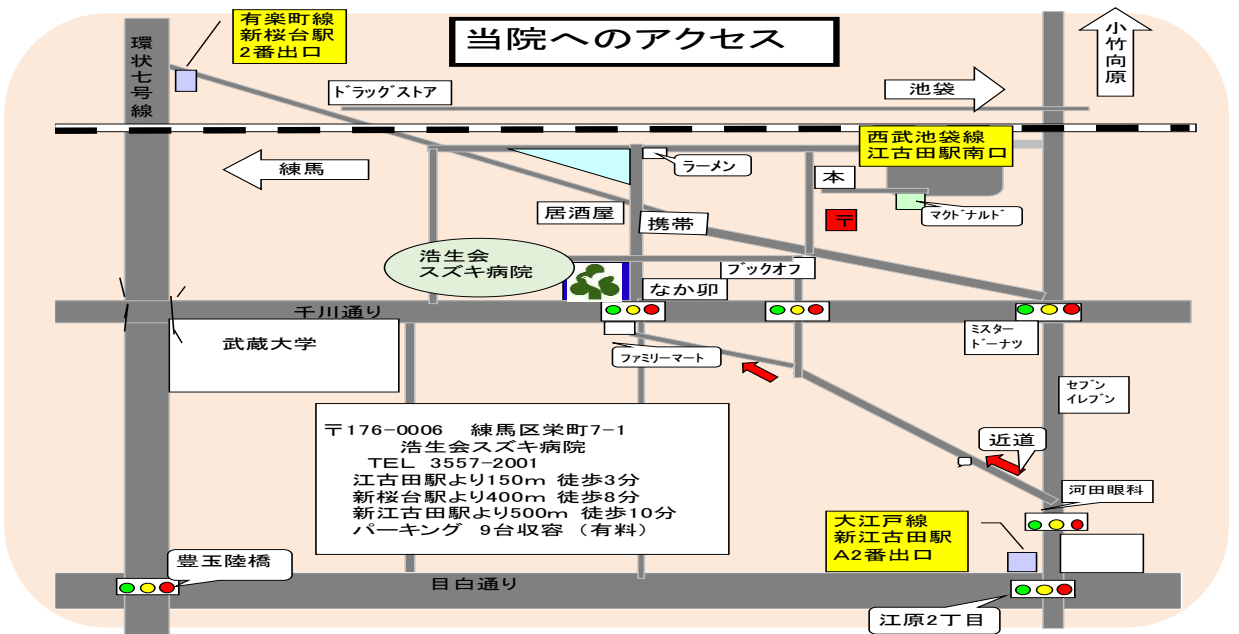 当院へのアクセス
有楽町線
新桜台駅
2番出口
環状七号線
小竹向原
ドラッグストア
池袋
西武池袋線
江古田駅南口
練馬
ラーメン
本
〒
マクドナルド
居酒屋
携帯
浩生会
スズキ病院
ブックオフ
なか卯
千川通り
武蔵大学
ファミリーマート
ミスター
ドーナツ
セブン
イレブン
〒176-0006 練馬区栄町7-1
浩生会スズキ病院
TEL 3557-2001
江古田駅より150m 徒歩3分
新桜台駅より400m 徒歩8分
新江古田駅より500m 徒歩10分
パーキング 9台収容 (有料)
近道
河田眼科
大江戸線
新江古田駅
A2番出口
豊玉陸橋
目白通り
江原2丁目